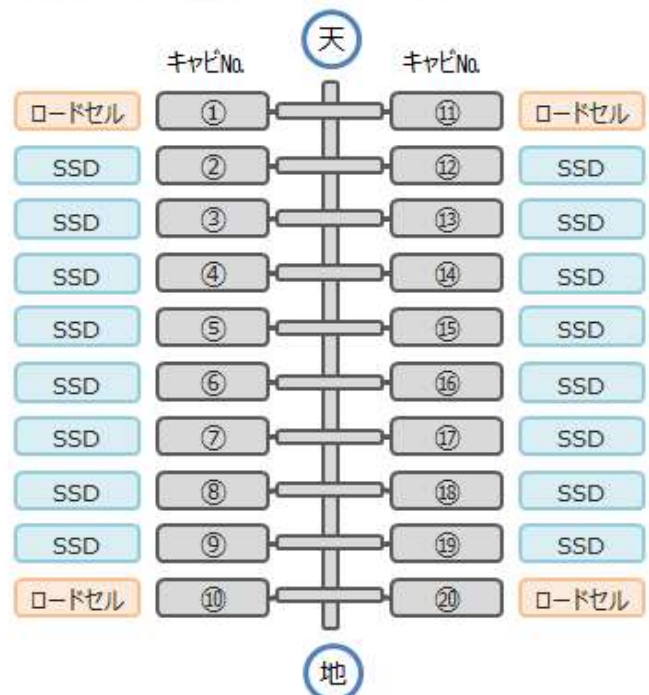 天
キャビNo. キャビNo.
ロードセル ① ⑪ ロードセル
SSD ② ⑫ SSD
SSD ③ ⑬ SSD
SSD ④ ⑭ SSD
SSD ⑤ ⑮ SSD
SSD ⑥ ⑯ SSD
SSD ⑦ ⑰ SSD
SSD ⑧ ⑱ SSD
SSD ⑨ ⑲ SSD
ロードセル ⑩ ⑳ ロードセル
地